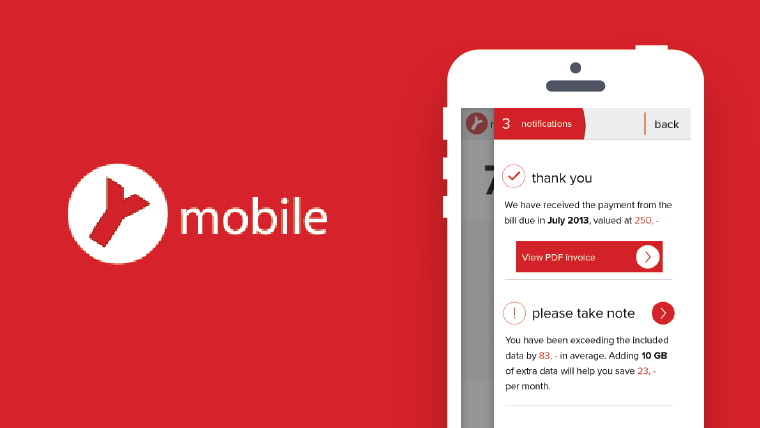 mobile
3 notifications
back
thank you
We have received the payment from the
bill due in July 2013, valued at 250, -
View PDF invoice
please take note
You have been exceeding the included
data by 83, - in average. Adding 10 GB
of extra data will help you save 23, -
per month.